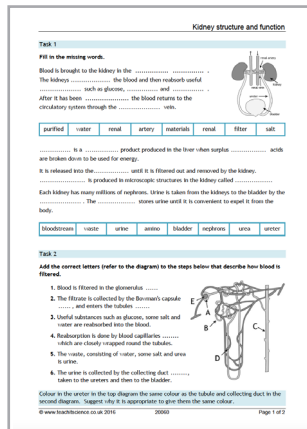 Kidney structure and function
Task 1
Fill in the missing words.
Blood is brought to the kidney in the ............... ............... .
The kidneys ............... the blood and then reabsorb useful
............... such as glucose, ............... and ............... .
After it has been ............... the blood returns to the
circulatory system through the ............... vein.
purified water renal artery materials renal filter salt
............... is a ............... product produced in the liver when surplus ............... acids
are broken down to be used for energy.
It is released into the............... until it is filtered out and removed by the kidney.
............... is produced in microscopic structures in the kidney called ...............
Each kidney has many millions of nephrons. Urine is taken from the kidneys to the bladder by the
............... . The ............... stores urine until it is convenient to expel it from the
body.
bloodstream waste urine amino bladder nephrons urea ureter
Task 2
Add the correct letters (refer to the diagram) to the steps below that describe how blood is
filtered.
1. Blood is filtered in the glomerulus ......
2. The filtrate is collected by the Bowman's capsule
......, and enters the tubules .......
3. Useful substances such as glucose, some salt and
water are reabsorbed into the blood.
4. Reabsorption is done by blood capillaries .......
which are closely wrapped round the tubules.
5. The waste, consisting of water, some salt and urea
is urine.
6. The urine is collected by the collecting duct .......,
taken to the ureters and then to the bladder.
E
A
B
C
D
Colour in the ureter in the top diagram the same colour as the tubule and collecting duct in the
second diagram. Suggest why it is appropriate to give them the same colour.
© www.teachitscience.co.uk 2016 26060 Page 1 of 2